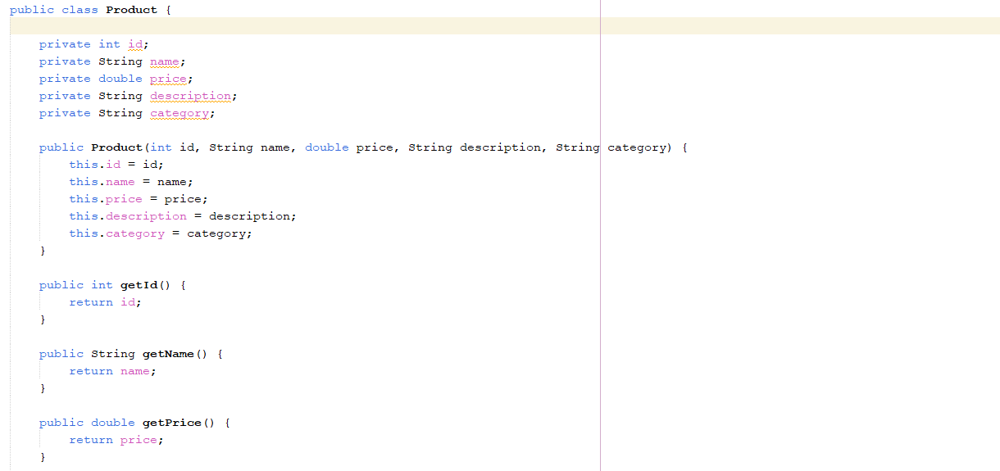 public class Product {
private int id;
private String name;
private double price;
private String description;
private String category;
public Product(int id, String name, double price, String description, String category) {
this.id = id;
this.name = name;
this.price = price;
this.description = description;
this.category = category;
}
public int getId() {
return id;
}
public String getName() {
return name;
}
public double getPrice() {
return price;
}